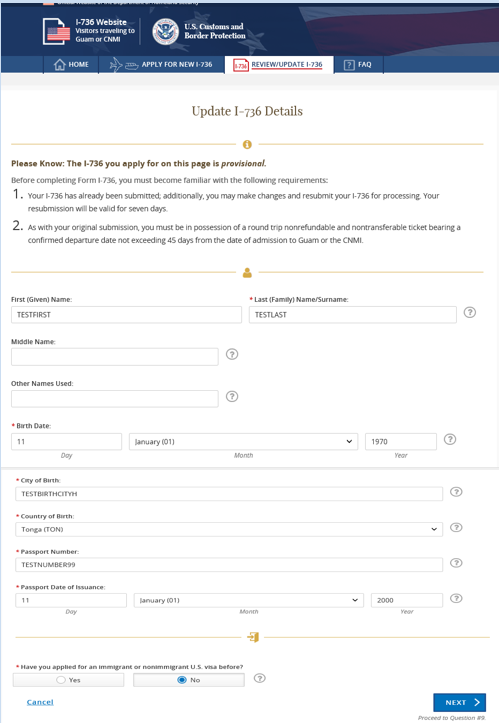 I-736 Website
Visitors traveling to
Guam or CNMI
U.S. Customs and
Border Protection
HOME
APPLY FOR NEW I-736
I-736
REVIEW/UPDATE I-736
FAQ
Update I-736 Details
Please Know: The I-736 you apply for on this page is provisional.
Before completing Form I-736, you must become familiar with the following requirements:
1. Your I-736 has already been submitted; additionally, you may make changes and resubmit your I-736 for processing. Your
resubmission will be valid for seven days.
2. As with your original submission, you must be in possession of a round trip nonrefundable and nontransferable ticket bearing a
confirmed departure date not exceeding 45 days from the date of admission to Guam or the CNMI.
First (Given) Name:
* Last (Family) Name/Surname:
TESTFIRST
TESTLAST
Middle Name:
Other Names Used:
* Birth Date:
11
January (01)
1970
Day
Month
Year
* City of Birth:
TESTBIRTHCITYH
* Country of Birth:
Tonga (TON)
* Passport Number:
TESTNUMBER99
* Passport Date of Issuance:
11
January (01)
2000
Day
Month
Year
* Have you applied for an immigrant or nonimmigrant U.S. visa before?
Yes
No
Cancel
NEXT
Proceed to Question #8